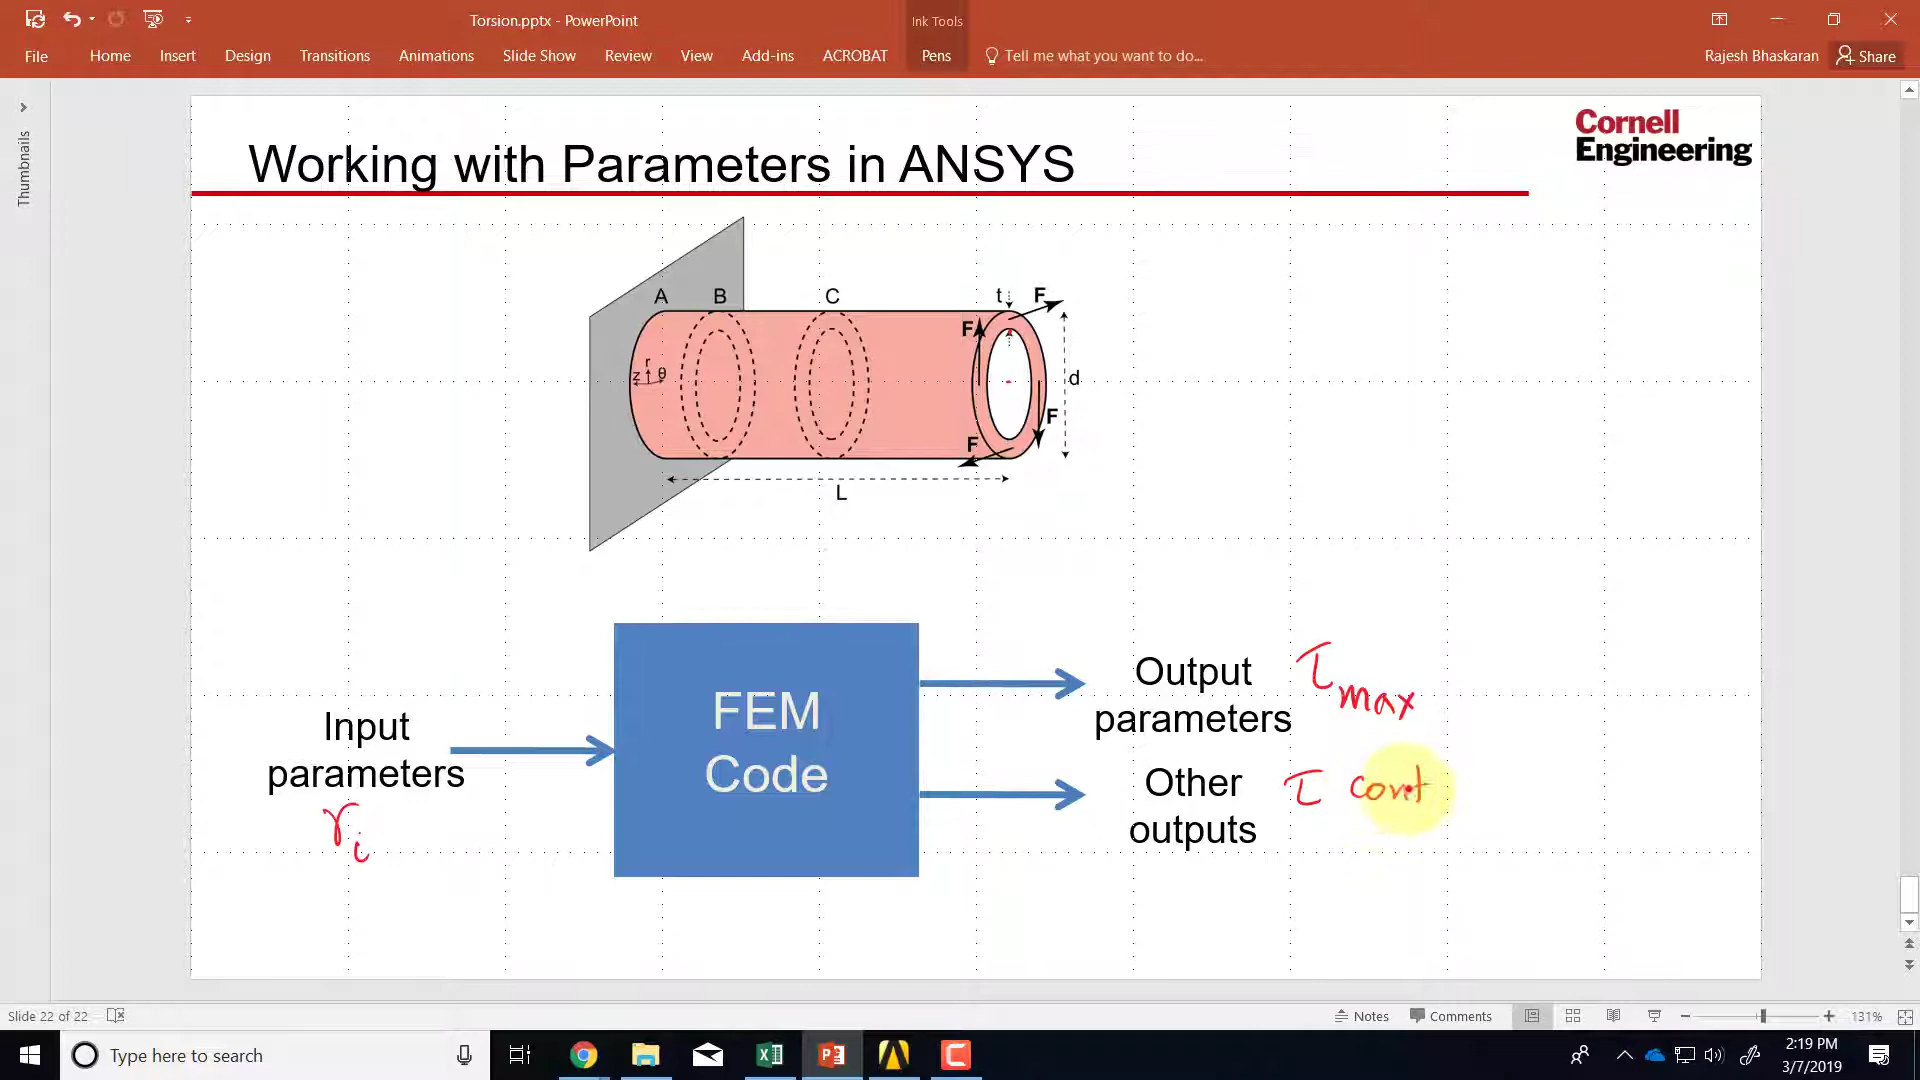 Torsion.pptx - PowerPoint
Ink Tools
File Home Insert Design Transitions Animations Slide Show Review View Add-ins ACROBAT Pens Tell me what you want to do... Rajesh Bhaskaran Share
Thumbnails
Working with Parameters in ANSYS
Cornell
Engineering
A B C t F
F
r
z θ
d
F
F
L
FEM
Code
Input
parameters
r i
Output
parameters
τ max
Other
outputs
τ cont
Slide 22 of 22 Notes Comments 131%
Type here to search
2:19 PM
3/7/2019